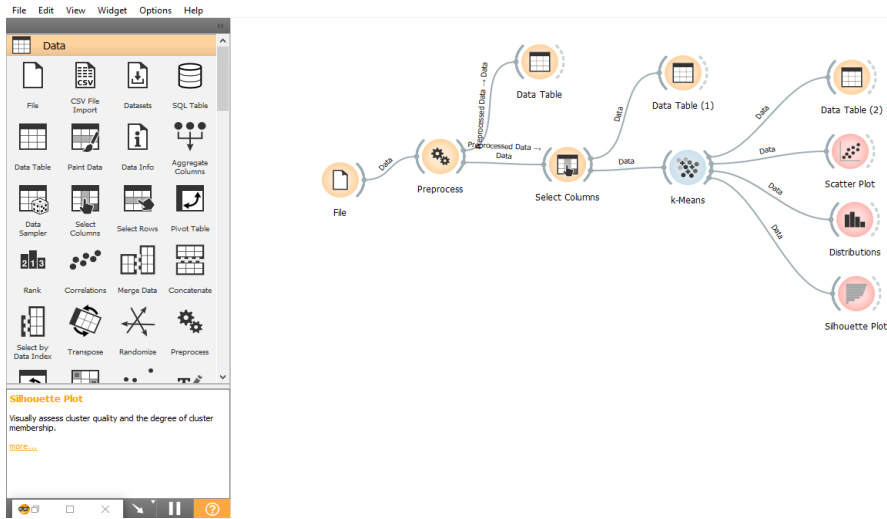 File Edit View Widget Options Help
Data
File
CSV File
Import
Datasets
SQL Table
CSV
Data Table
Paint Data
Data Info
Aggregate
Columns
Data
Sampler
Select
Columns
Select Rows
Pivot Table
2 1 3
Rank
Correlations
Merge Data
Concatenate
Select by
Data Index
Transpose
Randomize
Preprocess
Silhouette Plot
Visually assess cluster quality and the degree of cluster
membership.
more...
File
Data
Preprocess
Preprocessed Data → Data
Data Table
Preprocessed Data →
Data
Select Columns
Data
Data Table (1)
Data
k-Means
Data
Data Table (2)
Data
Scatter Plot
Data
Distributions
Data
Silhouette Plot